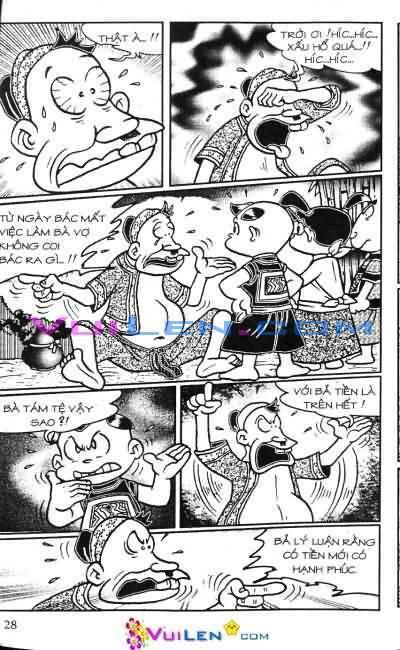 THẬT À...!!
TRỜI ƠI !HÍC...HÍC...
XẤU HỔ QUÁ...!!
HÍC...HÍC...
TỪ NGÀY BÁC MẤT
VIỆC LÀM BÀ VỢ
KHÔNG COI
BÁC RA GÌ...!!
VUILEN.COM
BÀ TÁM TỆ VẬY
SAO ?!
VỚI BẢ TIỀN LÀ
TRÊN HẾT !
BẢ LÝ LUẬN RẰNG
CÓ TIỀN MỚI CÓ
HẠNH PHÚC.
28
VUILEN.COM